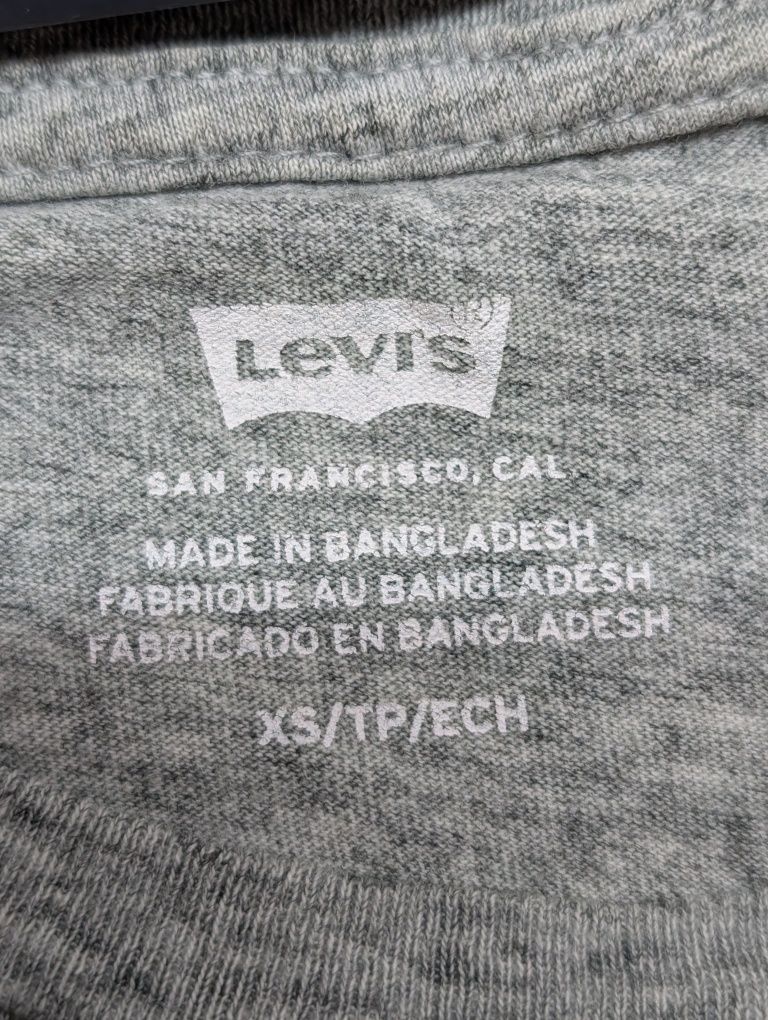 Levi's
SAN FRANCISCO, CAL
MADE IN BANGLADESH
FABRIQUE AU BANGLADESH
FABRICADO EN BANGLADESH
XS/TP/ECH